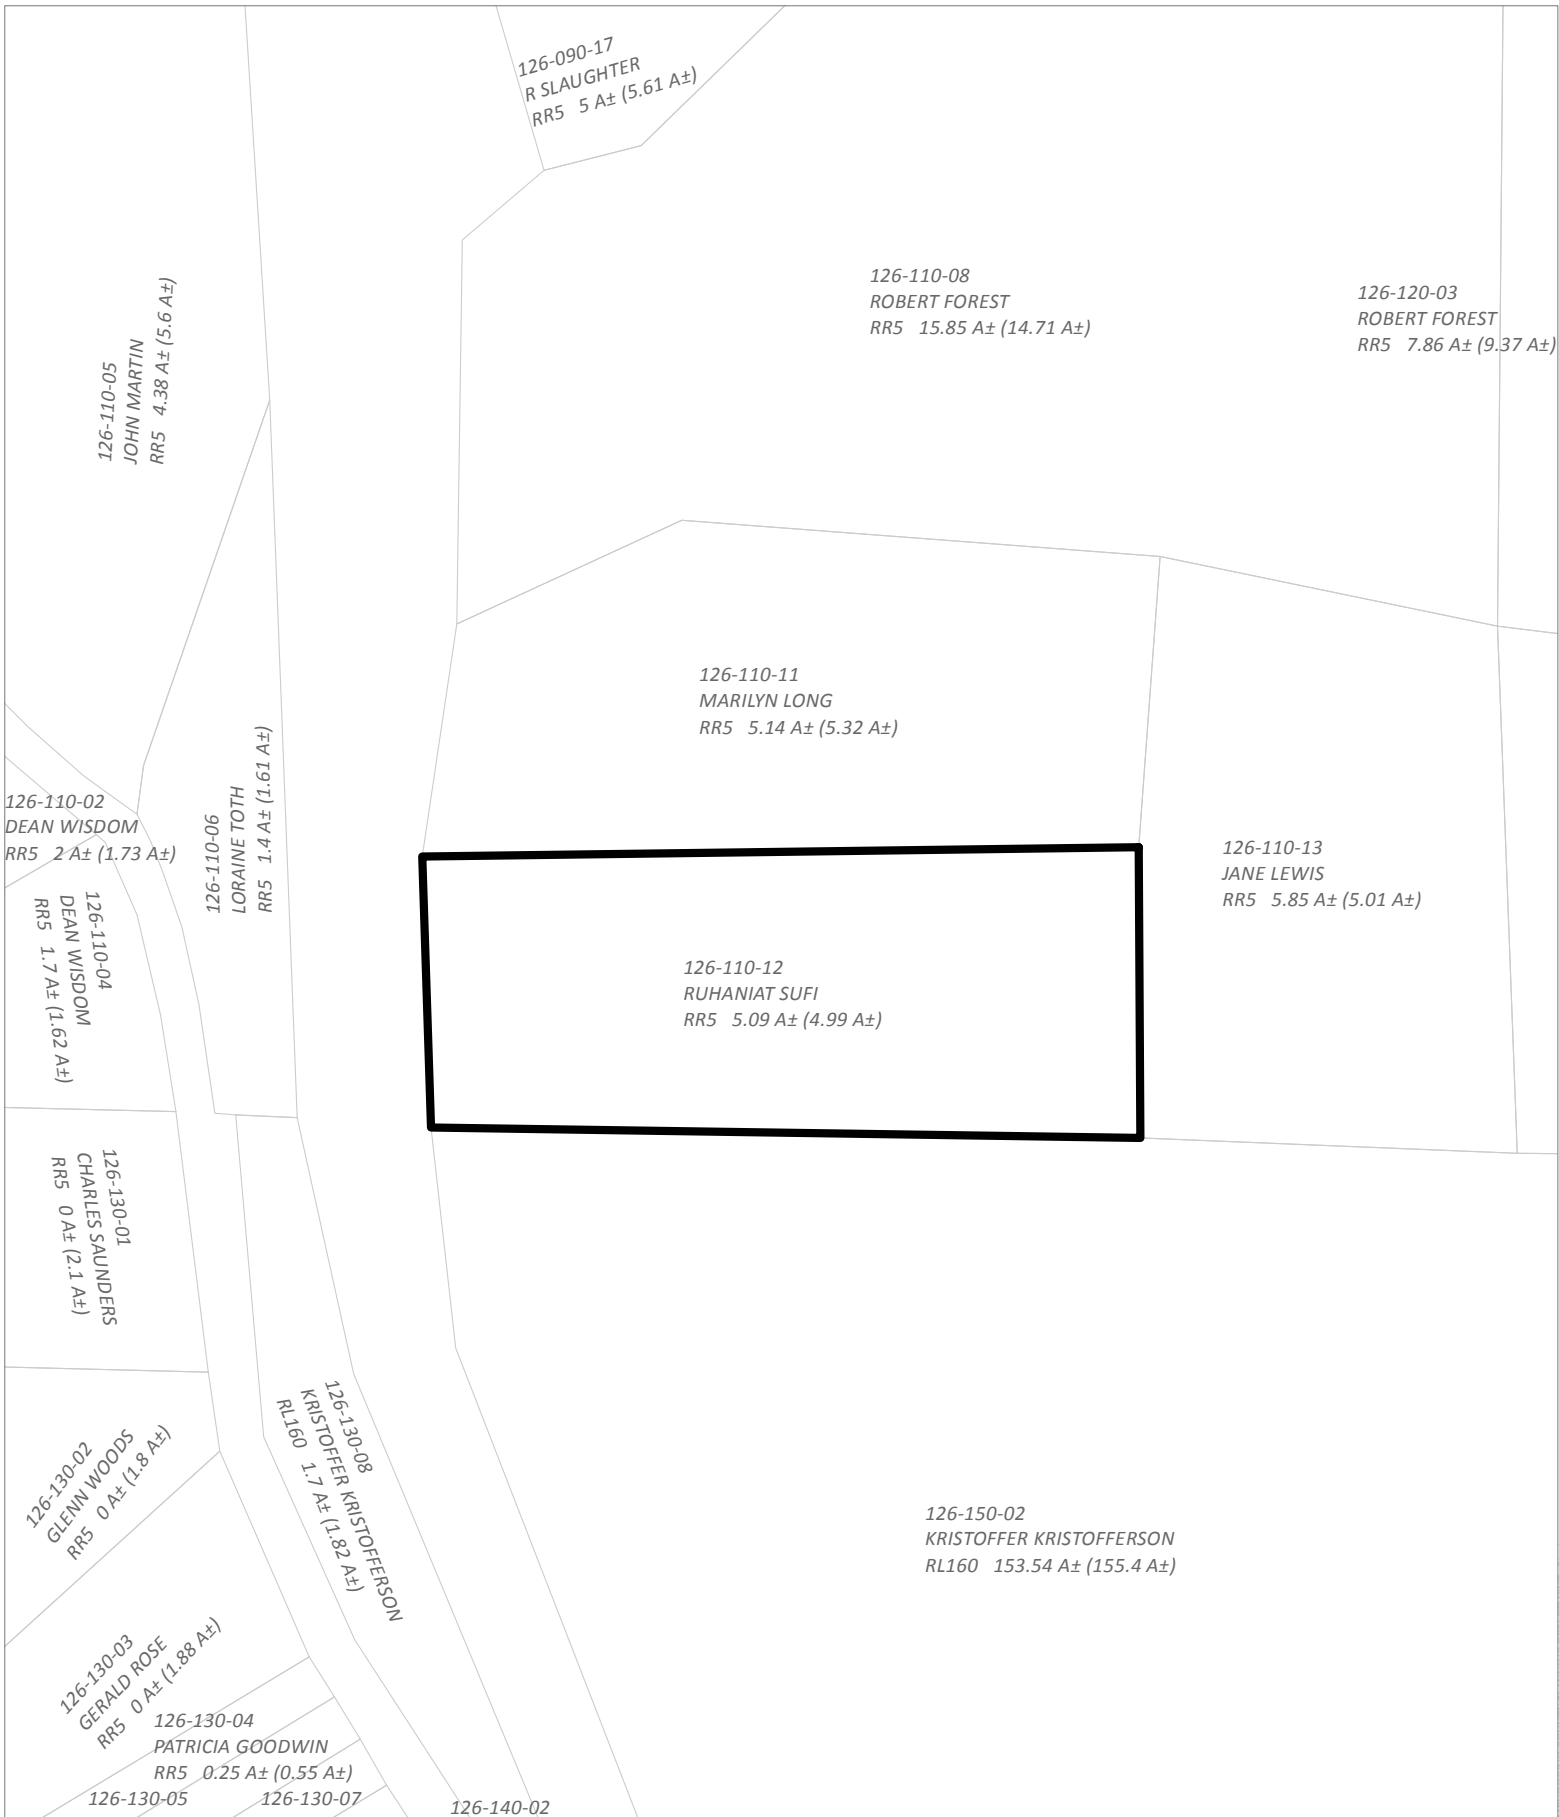 126-090-17
R SLAUGHTER
RR5 5 A± (5.61 A±)
126-110-08
ROBERT FOREST
RR5 15.85 A± (14.71 A±)
126-120-03
ROBERT FOREST
RR5 7.86 A± (9.37 A±)
126-110-05
JOHN MARTIN
RR5 4.38 A± (5.6 A±)
126-110-11
MARILYN LONG
RR5 5.14 A± (5.32 A±)
126-110-02
DEAN WISDOM
RR5 2 A± (1.73 A±)
126-110-06
LORAINE TOTH
RR5 1.4 A± (1.61 A±)
126-110-13
JANE LEWIS
RR5 5.85 A± (5.01 A±)
126-110-04
DEAN WISDOM
RR5 1.7 A± (1.62 A±)
126-110-12
RUHANIAT SUFI
RR5 5.09 A± (4.99 A±)
126-130-01
CHARLES SAUNDERS
RR5 0 A± (2.1 A±)
126-130-08
KRISTOFFER KRISTOFFERSON
RL160 1.7 A± (1.82 A±)
126-130-02
GLENN WOODS
RR5 0 A± (1.8 A±)
126-150-02
KRISTOFFER KRISTOFFERSON
RL160 153.54 A± (155.4 A±)
126-130-03
GERALD ROSE
RR5 0 A± (1.88 A±)
126-130-04
PATRICIA GOODWIN
RR5 0.25 A± (0.55 A±)
126-130-05
126-130-07
126-140-02